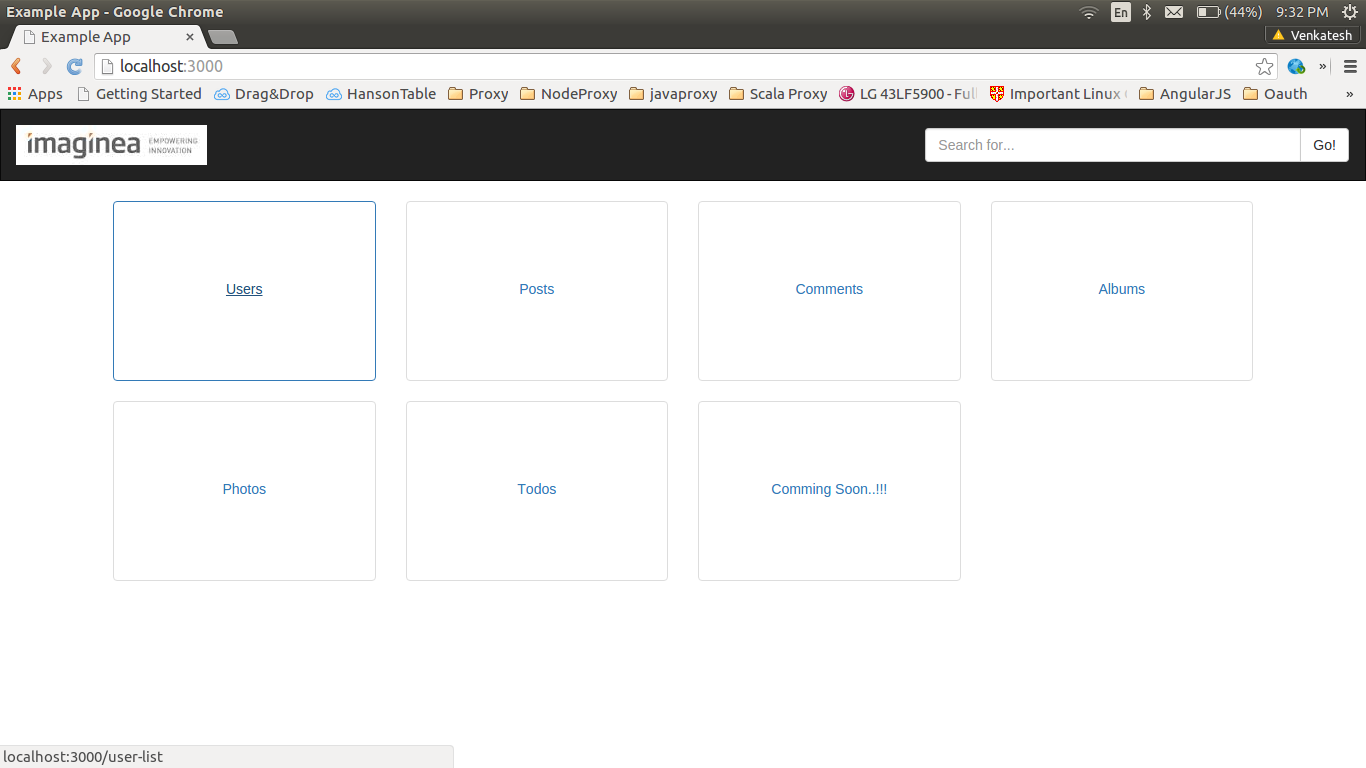 Example App - Google Chrome
En
(44%)
9:32 PM
Example App
Venkatesh
localhost:3000
Apps
Getting Started
Drag&Drop
HansonTable
Proxy
NodeProxy
javaproxy
Scala Proxy
LG 43LF5900 - Full
Important Linux
AngularJS
Oauth
»
imaginea EMPOWERING
INNOVATION
Search for...
Go!
Users
Posts
Comments
Albums
Photos
Todos
Comming Soon..!!!
localhost:3000/user-list